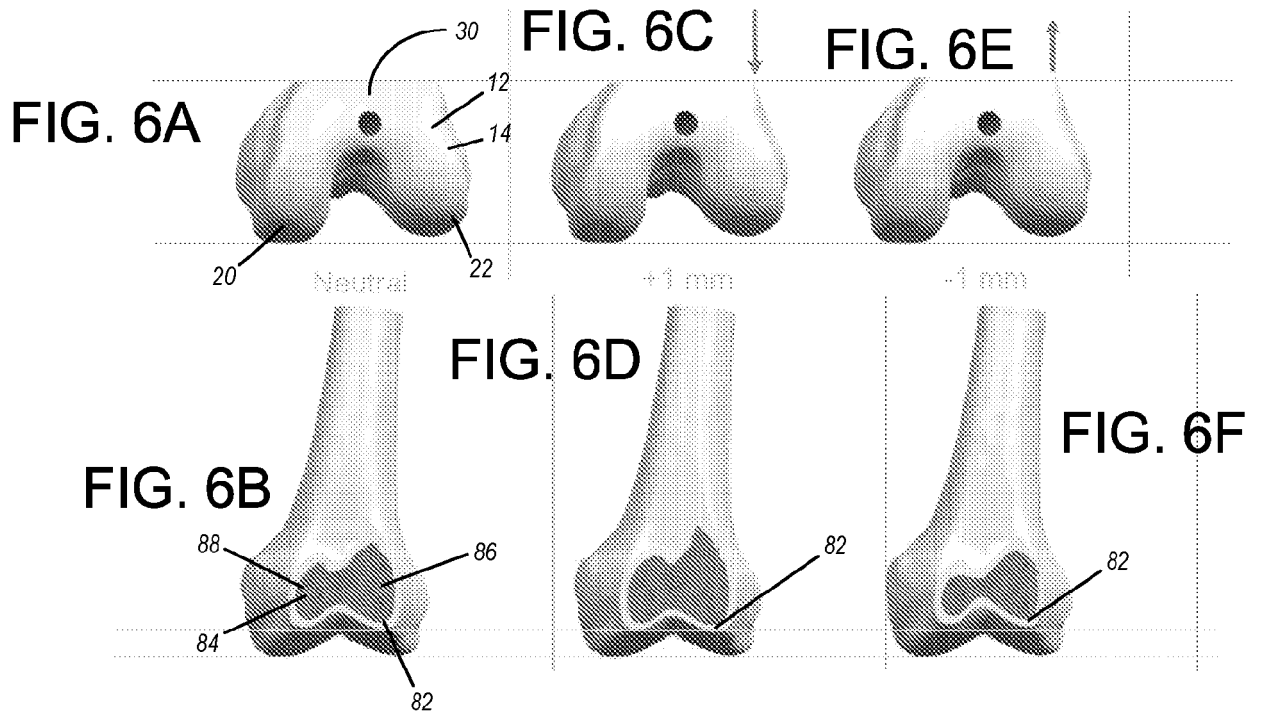 FIG. 6A
30
12
14
20
22
Neutral
FIG. 6C
+1 mm
FIG. 6E
-1 mm
FIG. 6B
88
84
86
82
FIG. 6D
82
FIG. 6F
82